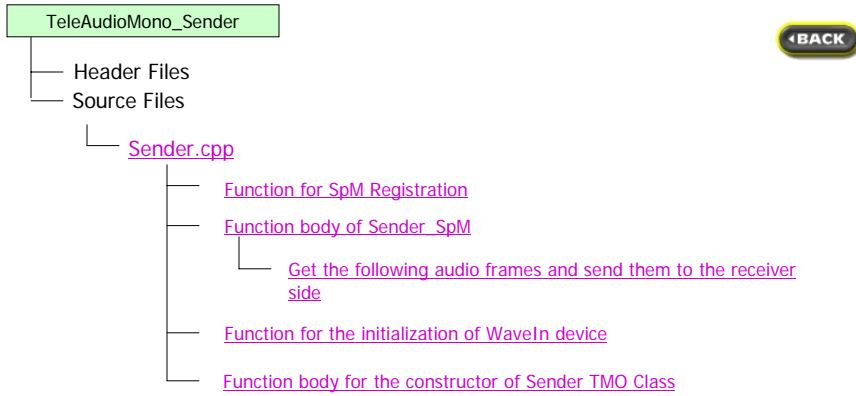 TeleAudioMono_Sender
BACK
Header Files
Source Files
Sender.cpp
Function for SpM Registration
Function body of Sender_SpM
Get the following audio frames and send them to the receiver
side
Function for the initialization of WaveIn device
Function body for the constructor of Sender TMO Class